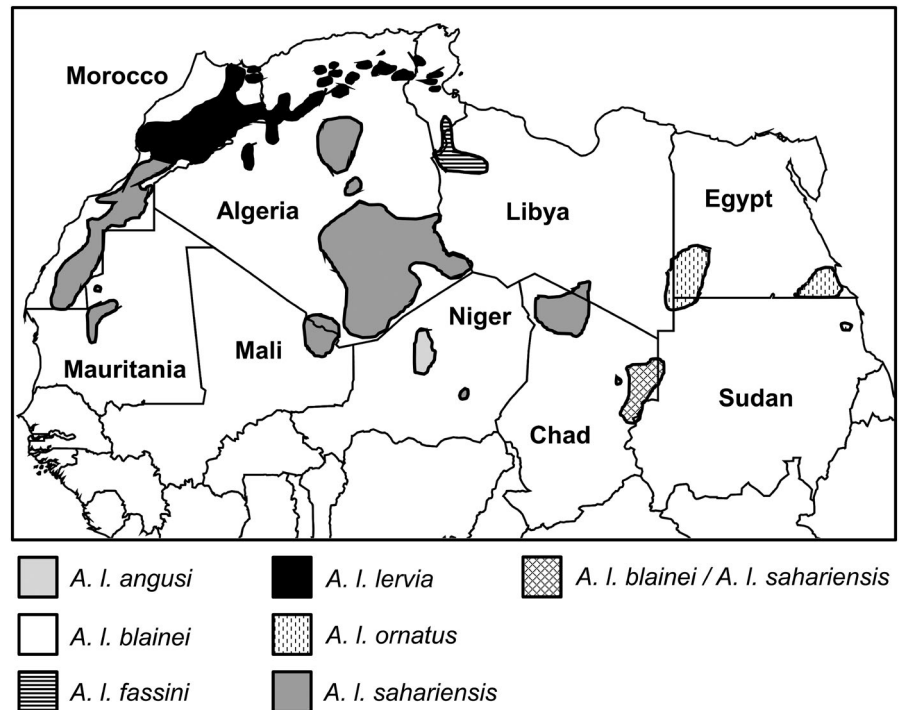 Morocco
Algeria
Libya
Egypt
Mauritania
Mali
Niger
Chad
Sudan
A. l. angusi
A. l. lervia
A. l. blainei / A. l. sahariensis
A. l. blainei
A. l. ornatus
A. l. fassini
A. l. sahariensis